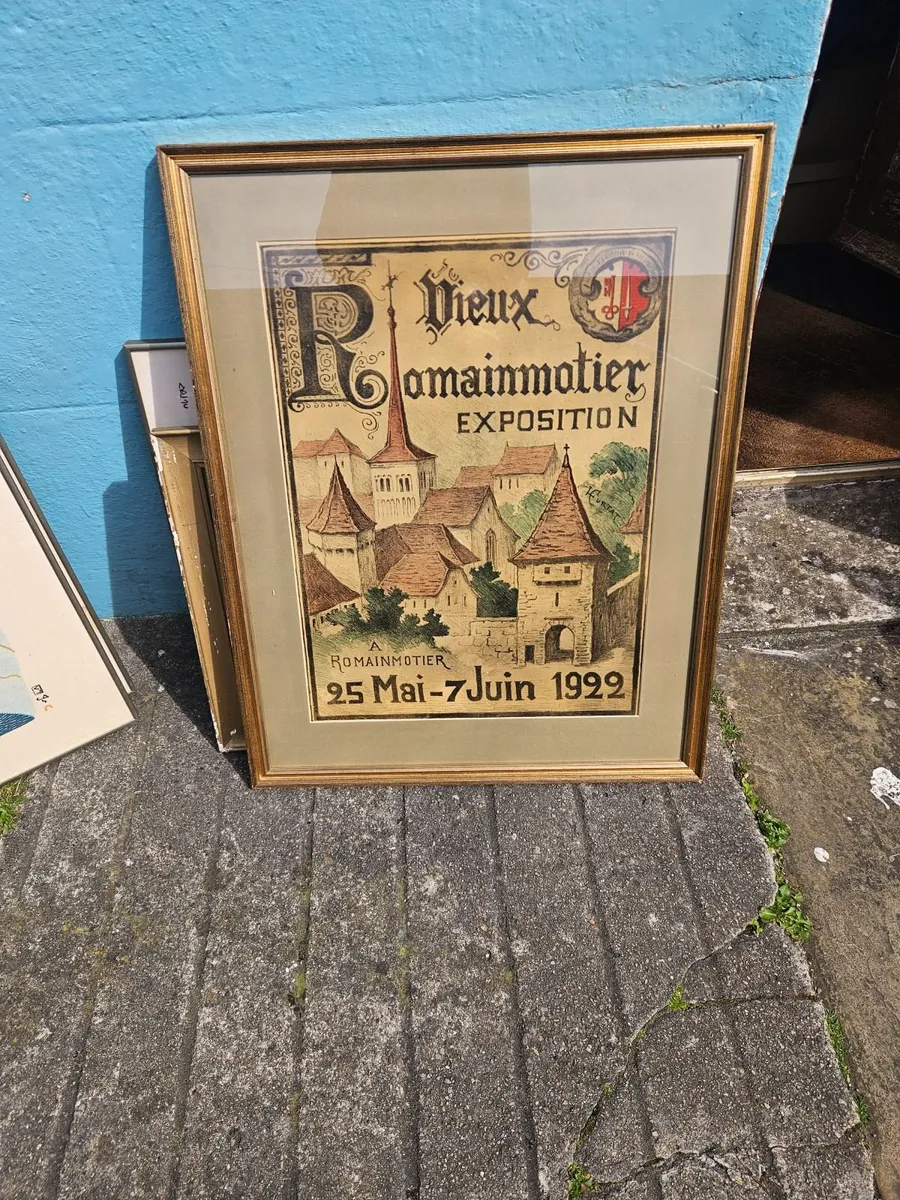 Vieux
Romainmotier
EXPOSITION
A
ROMAINMOTIER
25 Mai-7 Juin 1922